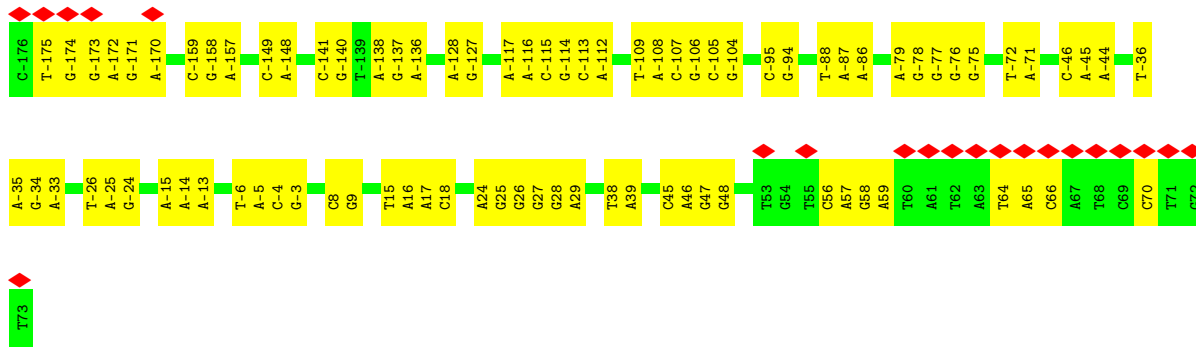 C-176 T-175 G-174 G-173 A-172 G-171 A-170 C-159 G-158 A-157 C-149 A-148 C-141 G-140 T-139 A-138 G-137 A-136 A-128 G-127 A-117 A-116 C-115 G-114 C-113 A-112 T-109 A-108 C-107 G-106 C-105 G-104 C-95 G-94 T-88 A-87 A-86 A-79 G-78 G-77 G-76 G-75 T-72 A-71 C-46 A-45 A-44 T-36
A-35 G-34 A-33 T-26 A-25 G-24 A-15 A-14 A-13 T-6 A-5 C-4 G-3 C8 G9 T15 A16 A17 C18 A24 G25 G26 G27 G28 A29 T38 A39 C45 A46 G47 G48 T53 G54 T55 C56 A57 G58 A59 T60 A61 T62 A63 T64 A65 C66 A67 T68 C69 C70 T71 G72
T73